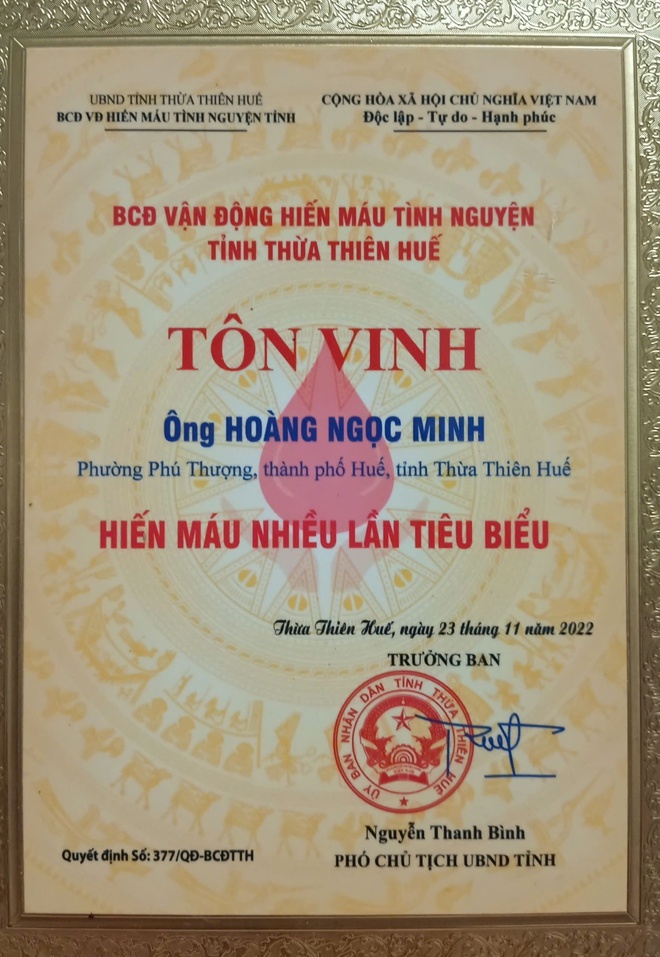 UBND TỈNH THỪA THIÊN HUẾ
BCĐ VĐ HIẾN MÁU TÌNH NGUYỆN TỈNH
CỘNG HÒA XÃ HỘI CHỦ NGHĨA VIỆT NAM
Độc lập - Tự do - Hạnh phúc
BCĐ VẬN ĐỘNG HIẾN MÁU TÌNH NGUYỆN
TỈNH THỪA THIÊN HUẾ
TÔN VINH
Ông HOÀNG NGỌC MINH
Phường Phú Thượng, thành phố Huế, tỉnh Thừa Thiên Huế
HIẾN MÁU NHIỀU LẦN TIÊU BIỂU
Thừa Thiên Huế, ngày 23 tháng 11 năm 2022
TRƯỞNG BAN
ỦY BAN NHÂN DÂN TỈNH THỪA THIÊN HUẾ
Nguyễn Thanh Bình
PHÓ CHỦ TỊCH UBND TỈNH
Quyết định Số: 377/QĐ-BCĐTTH